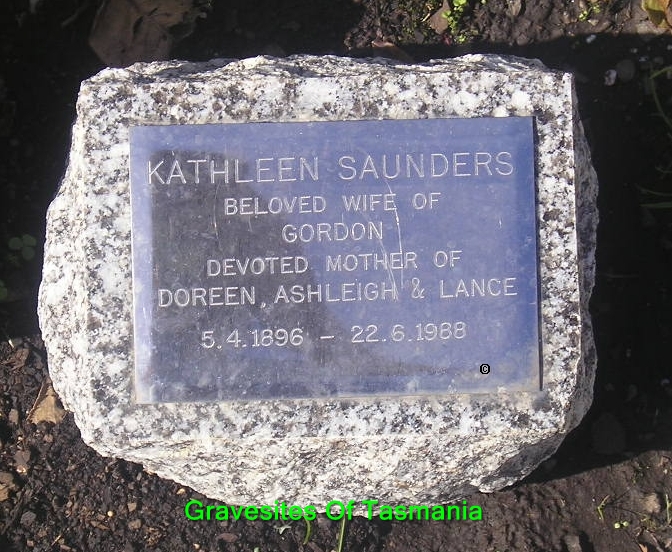 KATHLEEN SAUNDERS
BELOVED WIFE OF
GORDON
DEVOTED MOTHER OF
DOREEN, ASHLEIGH & LANCE
5.4.1896 – 22.6.1988
©
Gravesites Of Tasmania